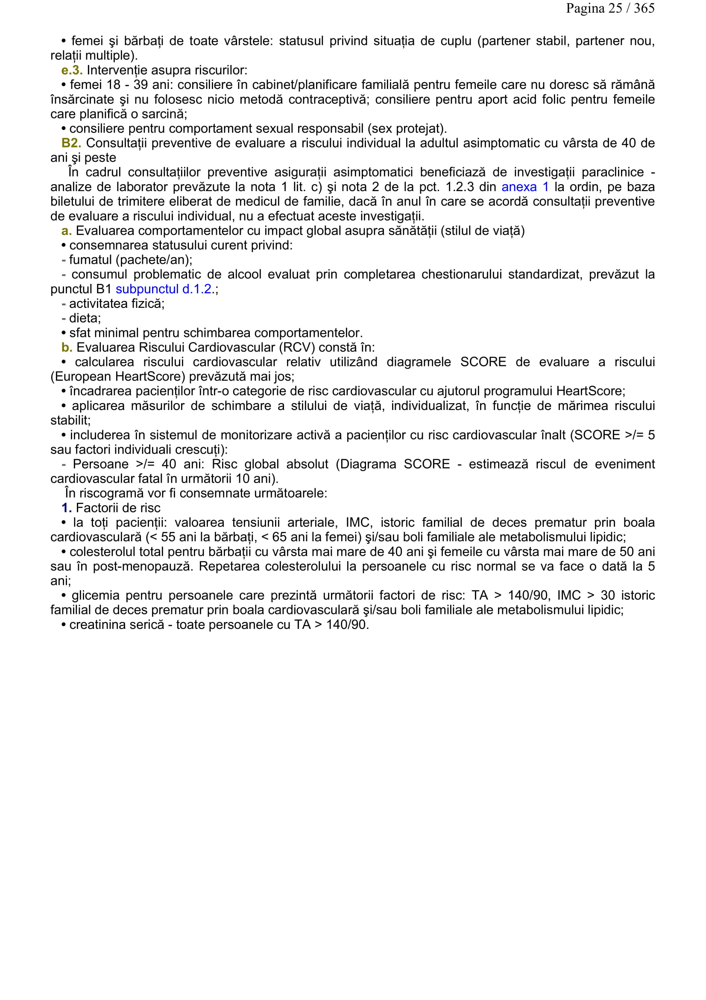 Pagina 25 / 365
• femei şi bărbaţi de toate vârstele: statusul privind situaţia de cuplu (partener stabil, partener nou,
relaţii multiple).
e.3. Intervenţie asupra riscurilor:
• femei 18 - 39 ani: consiliere în cabinet/planificare familială pentru femeile care nu doresc să rămână
însărcinate şi nu folosesc nicio metodă contraceptivă; consiliere pentru aport acid folic pentru femeile
care planifică o sarcină;
• consiliere pentru comportament sexual responsabil (sex protejat).
B2. Consultaţii preventive de evaluare a riscului individual la adultul asimptomatic cu vârsta de 40 de
ani şi peste
În cadrul consultaţiilor preventive asiguraţii asimptomatici beneficiază de investigaţii paraclinice -
analize de laborator prevăzute la nota 1 lit. c) şi nota 2 de la pct. 1.2.3 din anexa 1 la ordin, pe baza
biletului de trimitere eliberat de medicul de familie, dacă în anul în care se acordă consultaţii preventive
de evaluare a riscului individual, nu a efectuat aceste investigaţii.
a. Evaluarea comportamentelor cu impact global asupra sănătăţii (stilul de viaţă)
• consemnarea statusului curent privind:
- fumatul (pachete/an);
- consumul problematic de alcool evaluat prin completarea chestionarului standardizat, prevăzut la
punctul B1 subpunctul d.1.2.;
- activitatea fizică;
- dieta;
• sfat minimal pentru schimbarea comportamentelor.
b. Evaluarea Riscului Cardiovascular (RCV) constă în:
• calcularea riscului cardiovascular relativ utilizând diagramele SCORE de evaluare a riscului
(European HeartScore) prevăzută mai jos;
• încadrarea pacienţilor într-o categorie de risc cardiovascular cu ajutorul programului HeartScore;
• aplicarea măsurilor de schimbare a stilului de viaţă, individualizat, în funcţie de mărimea riscului
stabilit;
• includerea în sistemul de monitorizare activă a pacienţilor cu risc cardiovascular înalt (SCORE >/= 5
sau factori individuali crescuţi):
- Persoane >/= 40 ani: Risc global absolut (Diagrama SCORE - estimează riscul de eveniment
cardiovascular fatal în următorii 10 ani).
În riscogramă vor fi consemnate următoarele:
1. Factorii de risc
• la toţi pacienţii: valoarea tensiunii arteriale, IMC, istoric familial de deces prematur prin boala
cardiovasculară (< 55 ani la bărbaţi, < 65 ani la femei) şi/sau boli familiale ale metabolismului lipidic;
• colesterolul total pentru bărbaţii cu vârsta mai mare de 40 ani şi femeile cu vârsta mai mare de 50 ani
sau în post-menopauză. Repetarea colesterolului la persoanele cu risc normal se va face o dată la 5
ani;
• glicemia pentru persoanele care prezintă următorii factori de risc: TA > 140/90, IMC > 30 istoric
familial de deces prematur prin boala cardiovasculară şi/sau boli familiale ale metabolismului lipidic;
• creatinina serică - toate persoanele cu TA > 140/90.